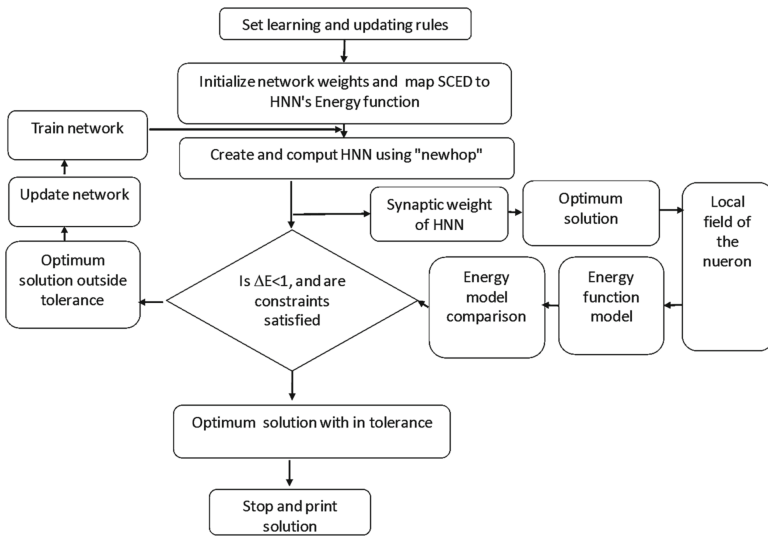 Set learning and updating rules
Initialize network weights and map SCED to
HNN's Energy function
Train network
Create and comput HNN using "newhop"
Update network
Synaptic weight
of HNN
Optimum
solution
Local
field of
the
nueron
Optimum
solution outside
tolerance
Is ΔE<1, and are
constraints
satisfied
Energy
model
comparison
Energy
function
model
Optimum solution with in tolerance
Stop and print
solution